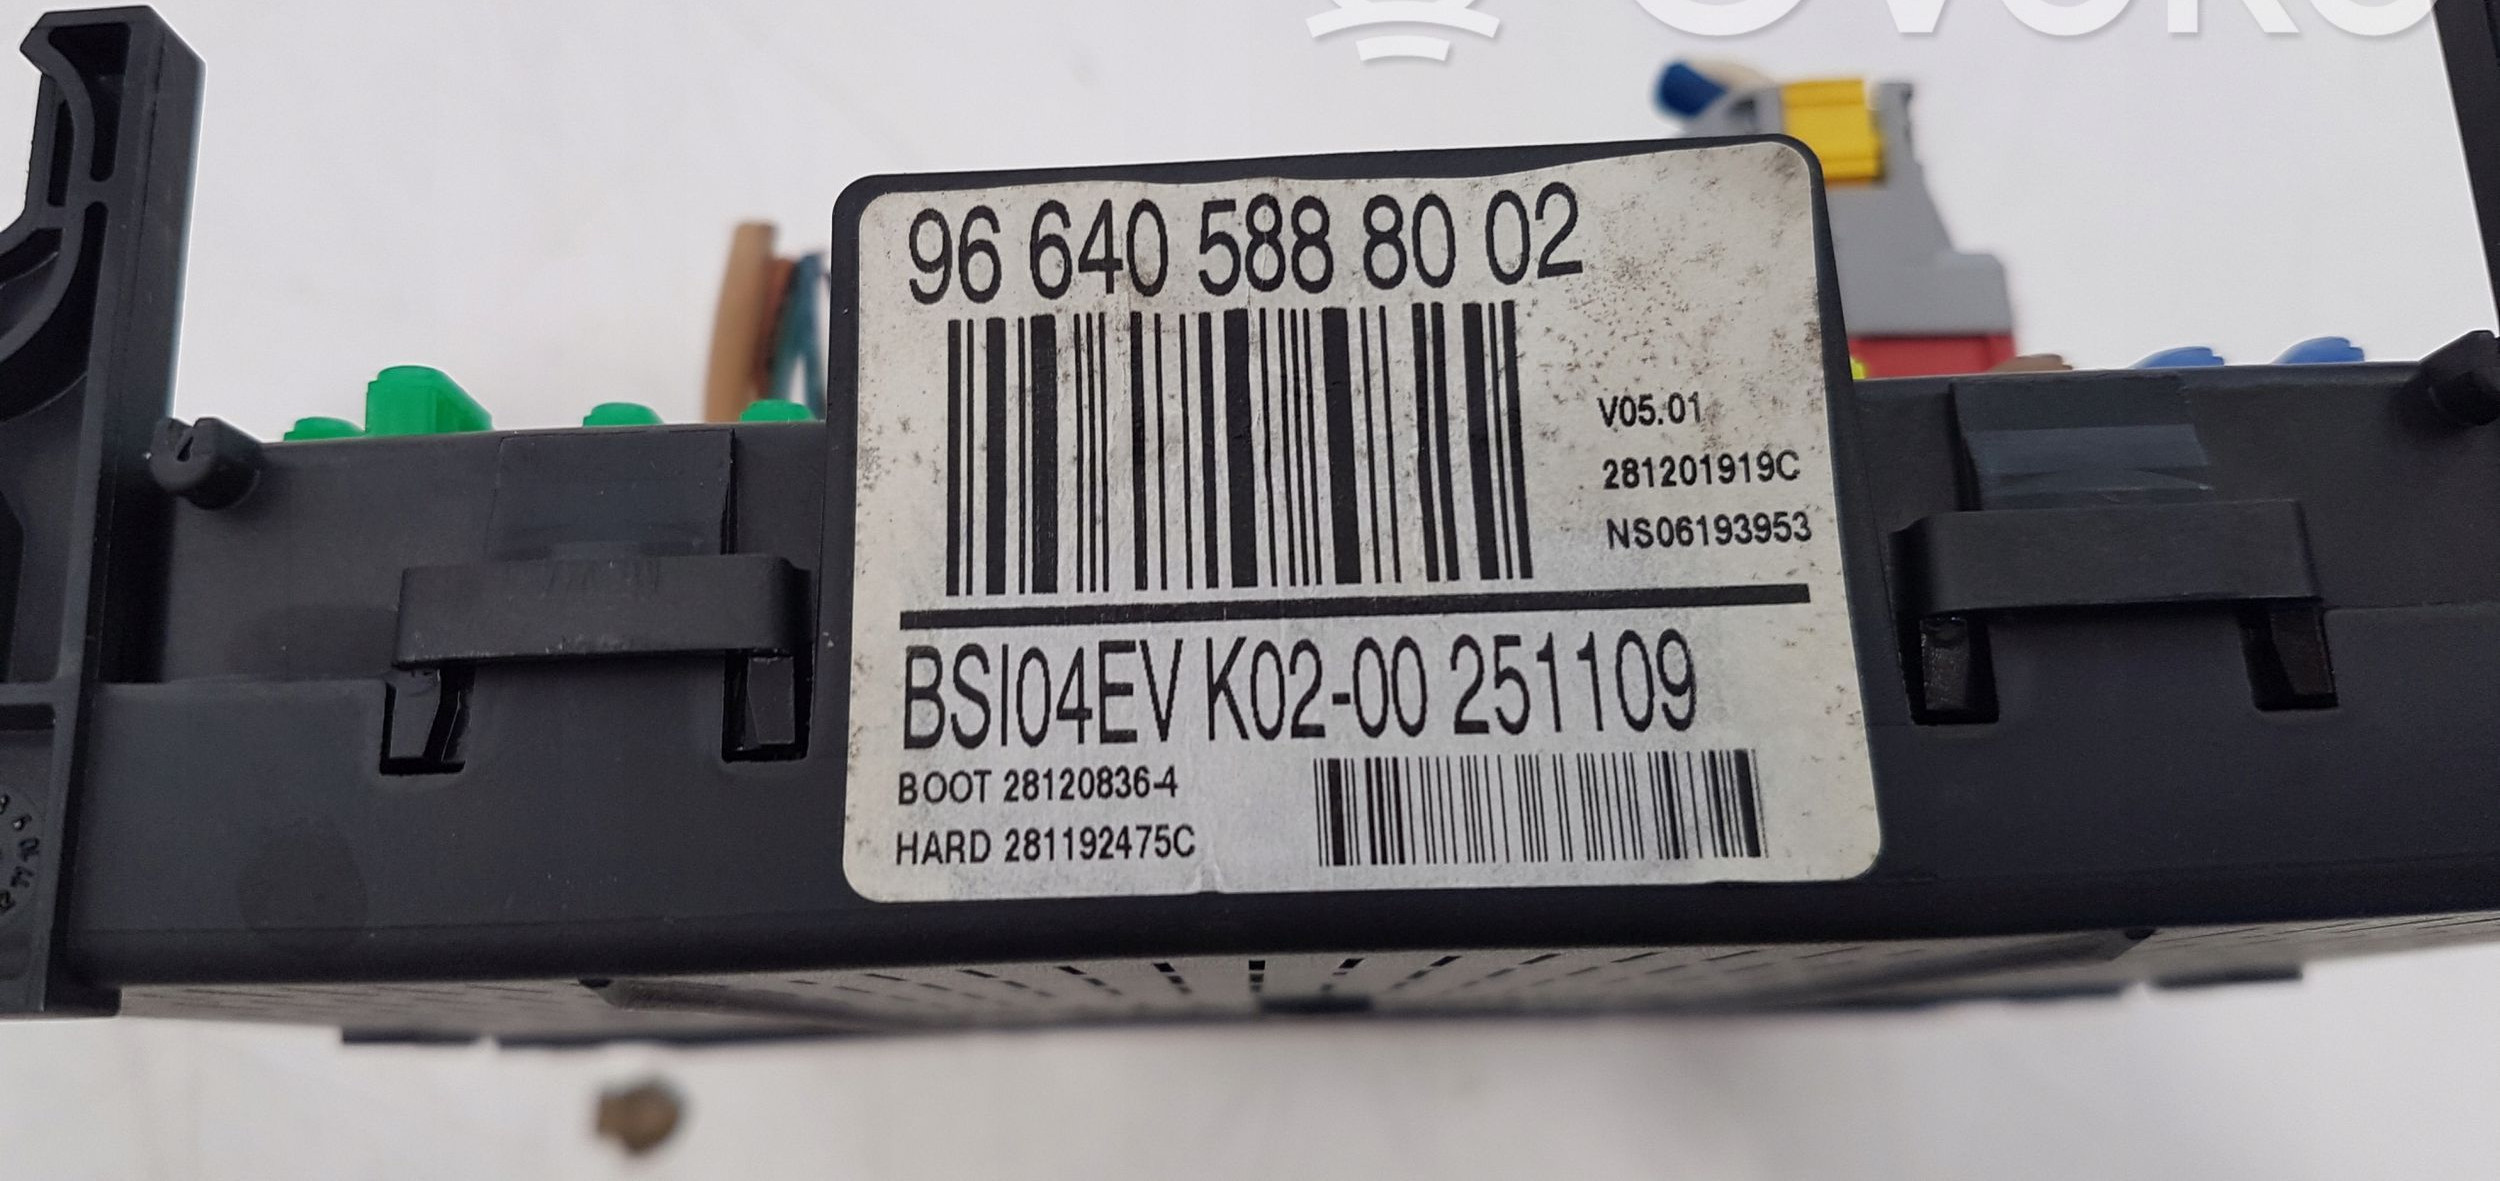 96 640 588 80 02
V05.01
281201919C
NS06193953
BSI04EV K02-00 251109
BOOT 28120836-4
HARD 281192475C